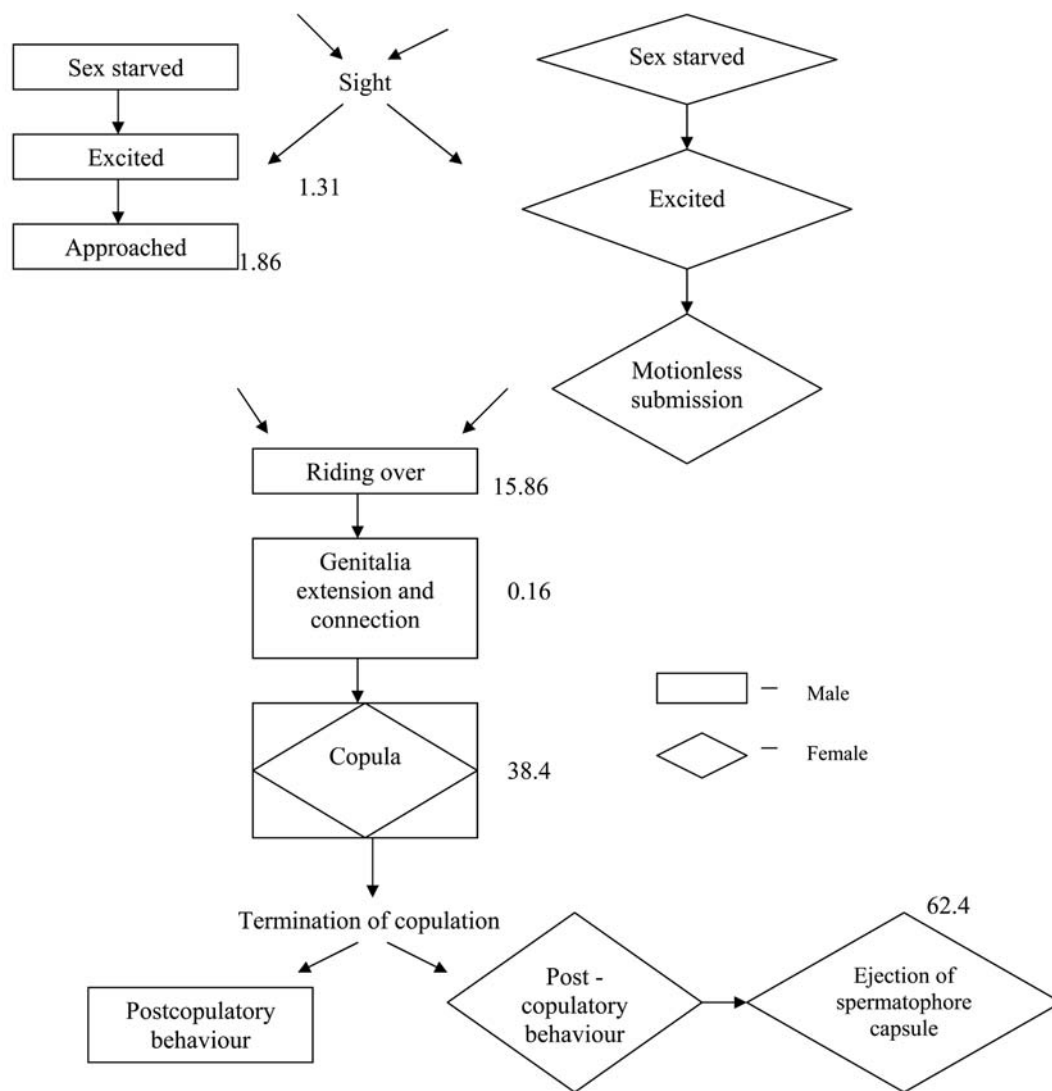 Sex starved
Sight
Sex starved
Excited
1.31
Excited
Approached
1.86
Motionless
submission
Riding over
15.86
Genitalia
extension and
connection
0.16
– Male
– Female
Copula
38.4
Termination of copulation
62.4
Postcopulatory
behaviour
Post -
copulatory
behaviour
Ejection of
spermatophore
capsule